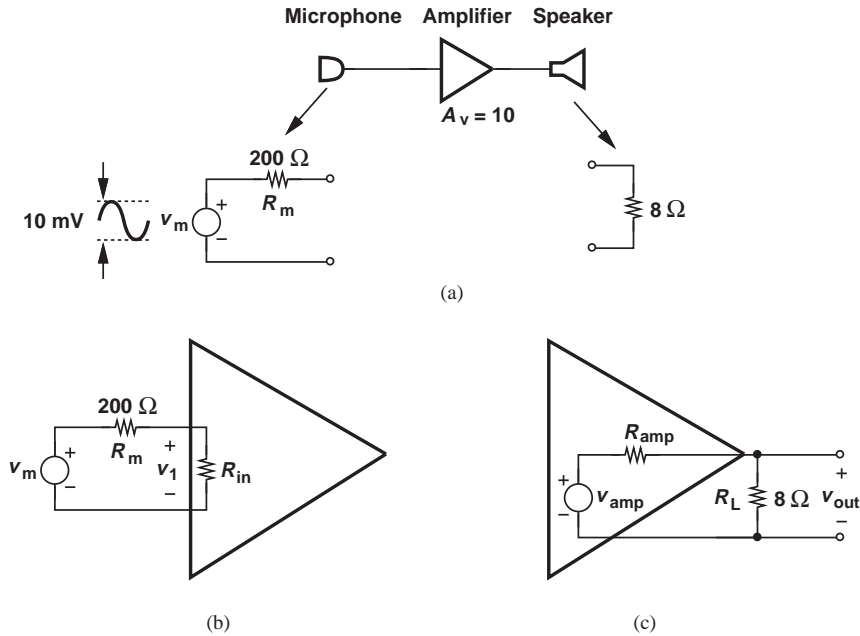 Microphone Amplifier Speaker
A_v = 10
200 Ω
R_m
10 mV
v_m
+
−
8 Ω
(a)
200 Ω
R_m
v_m
+
−
+
v_1
−
R_in
R_amp
+
−
v_amp
R_L
8 Ω
+
v_out
−
(b)
(c)